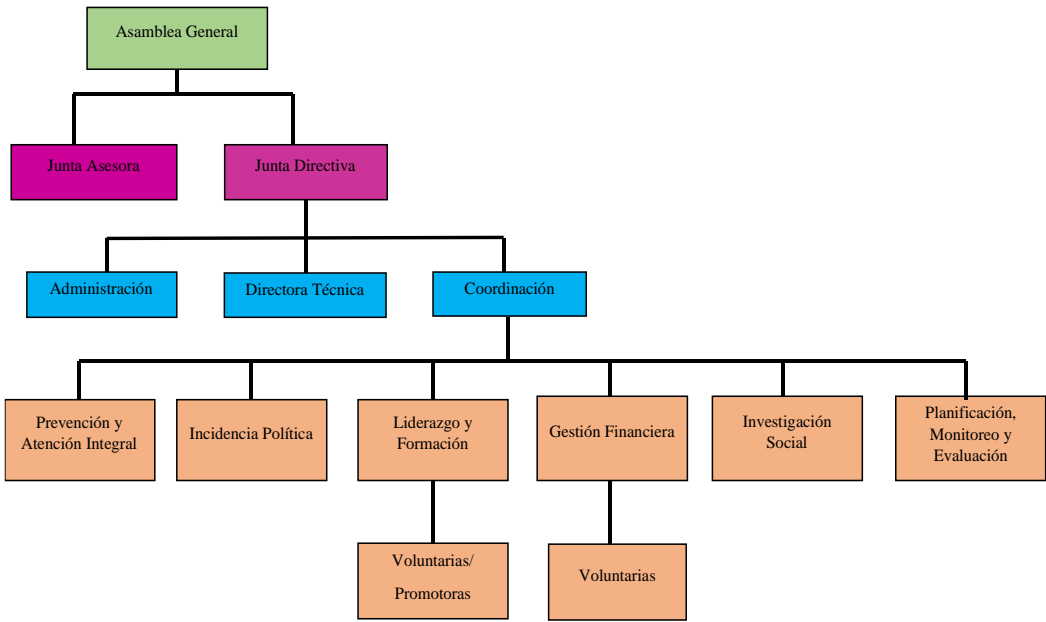 Asamblea General
Junta Asesora
Junta Directiva
Administración
Directora Técnica
Coordinación
Prevención y
Atención Integral
Incidencia Política
Liderazgo y
Formación
Gestión Financiera
Investigación
Social
Planificación,
Monitoreo y
Evaluación
Voluntarias/
Promotoras
Voluntarias